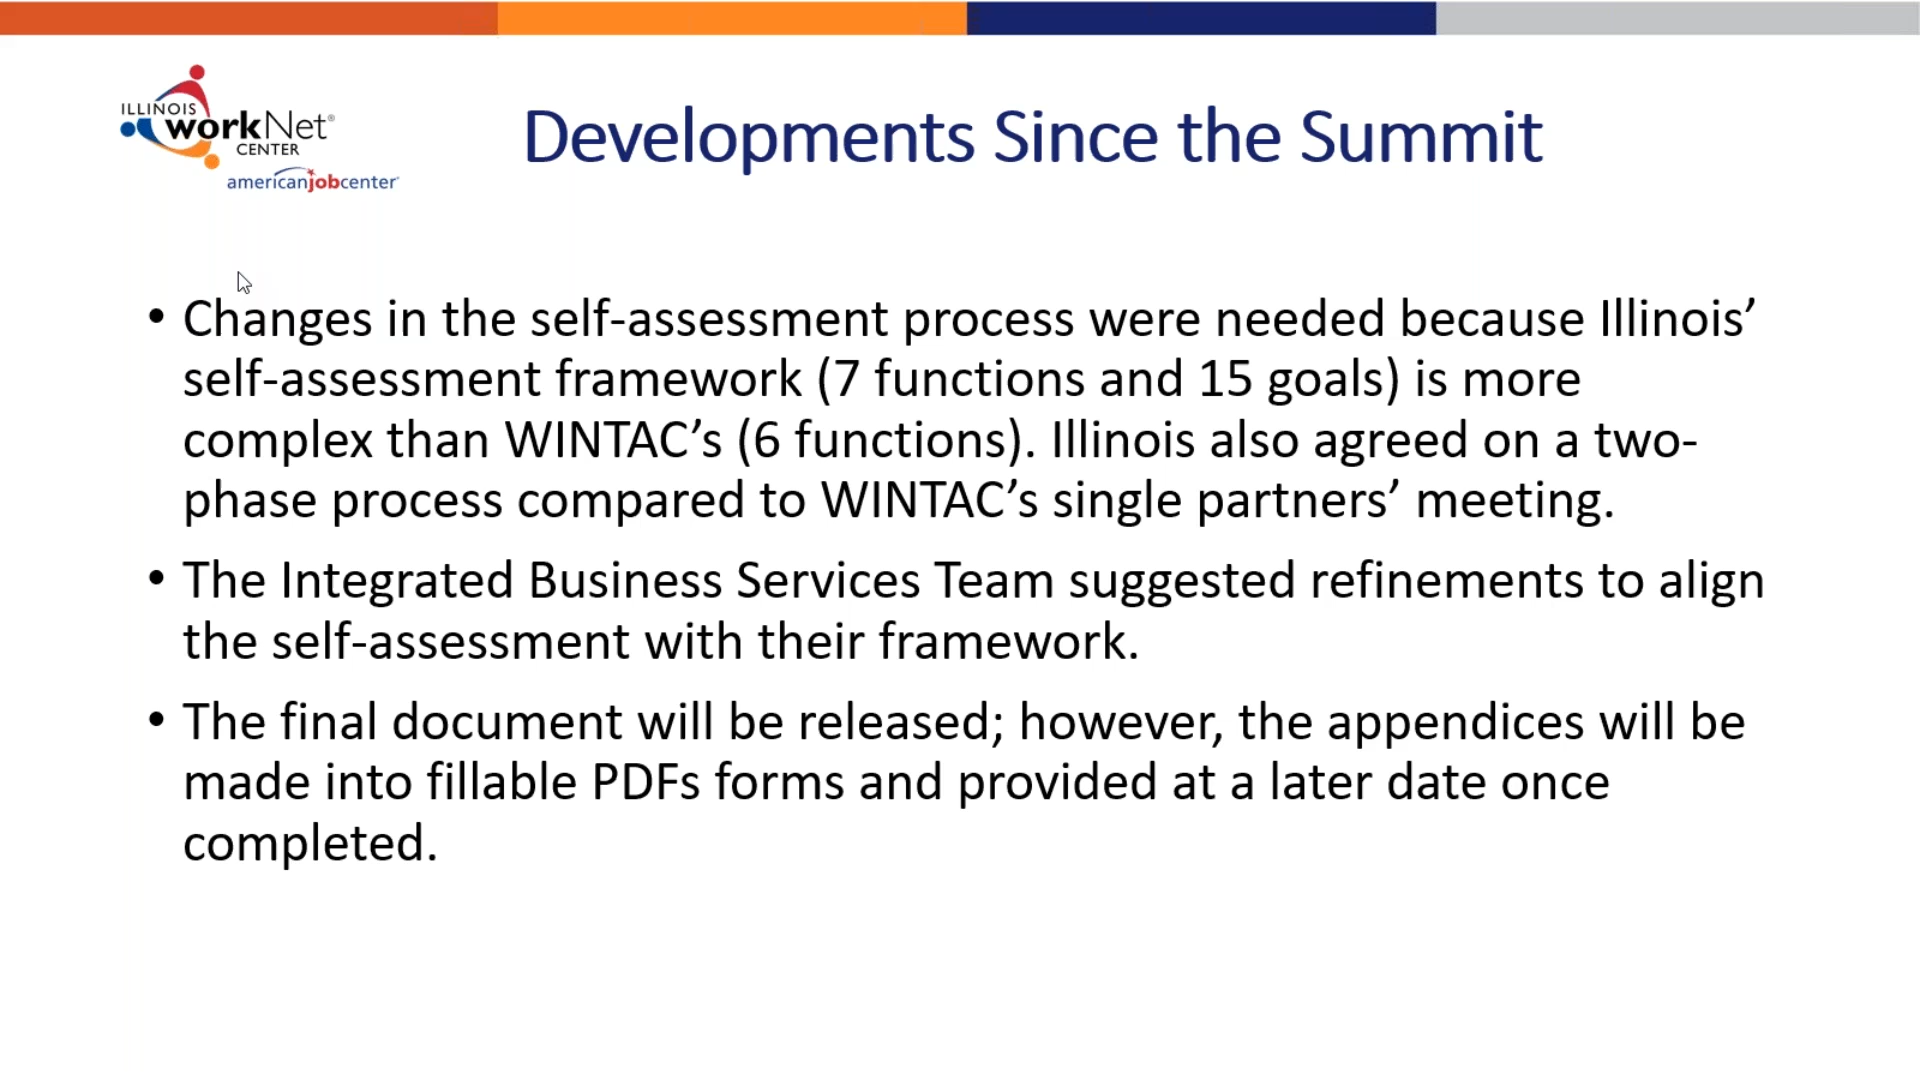 ILLINOIS
workNet®
CENTER
americanjobcenter
Developments Since the Summit
• Changes in the self-assessment process were needed because Illinois’
self-assessment framework (7 functions and 15 goals) is more
complex than WINTAC’s (6 functions). Illinois also agreed on a two-
phase process compared to WINTAC’s single partners’ meeting.
• The Integrated Business Services Team suggested refinements to align
the self-assessment with their framework.
• The final document will be released; however, the appendices will be
made into fillable PDFs forms and provided at a later date once
completed.